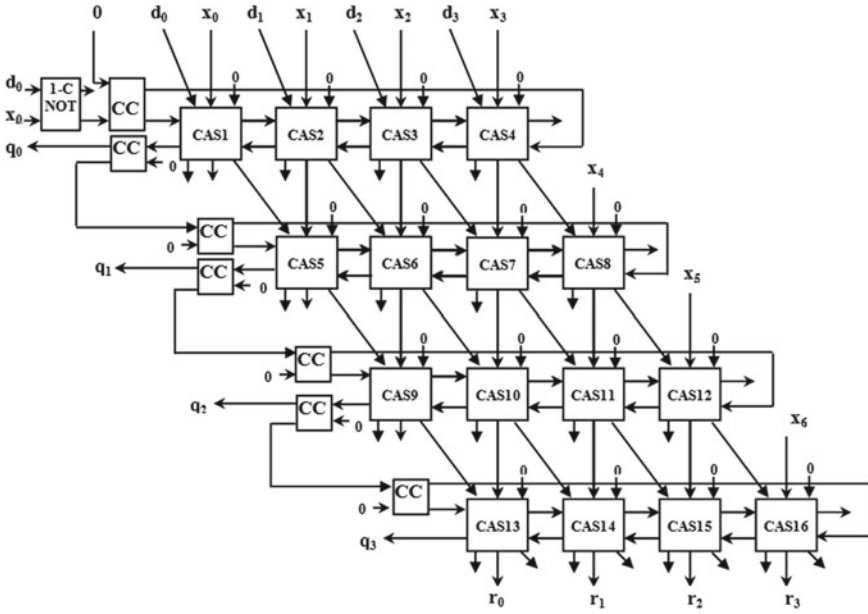 0 d₀ x₀ d₁ x₁ d₂ x₂ d₃ x₃
0 0 0 0
d₀ 1-C NOT CC
x₀
CAS1 CAS2 CAS3 CAS4
q₀ CC 0
x₄
CC 0 0 0 0
0
CAS5 CAS6 CAS7 CAS8
q₁ CC 0
x₅
CC 0 0 0 0
0
CAS9 CAS10 CAS11 CAS12
q₂ CC 0
x₆
CC 0 0 0 0
0
CAS13 CAS14 CAS15 CAS16
q₃
r₀ r₁ r₂ r₃